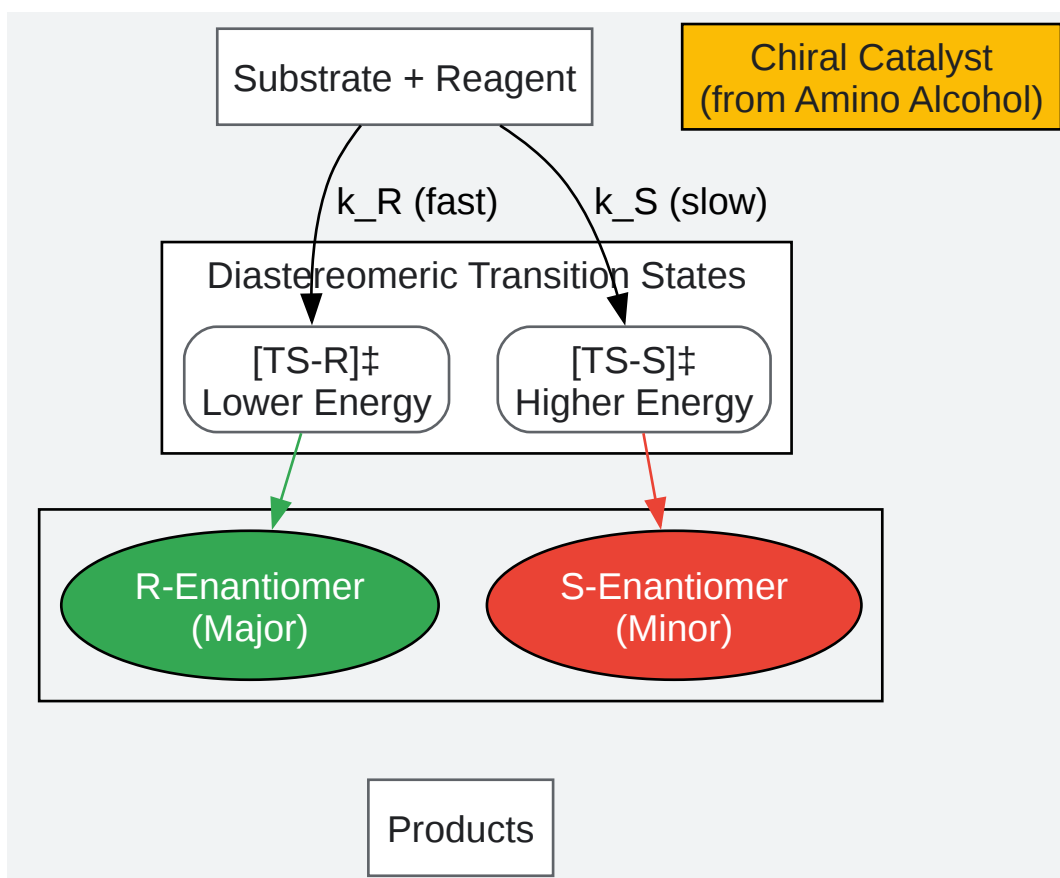 Substrate + Reagent
Chiral Catalyst
(from Amino Alcohol)
k_R (fast)
k_S (slow)
Diastereomeric Transition States
[TS-R]‡
Lower Energy
[TS-S]‡
Higher Energy
R-Enantiomer
(Major)
S-Enantiomer
(Minor)
Products